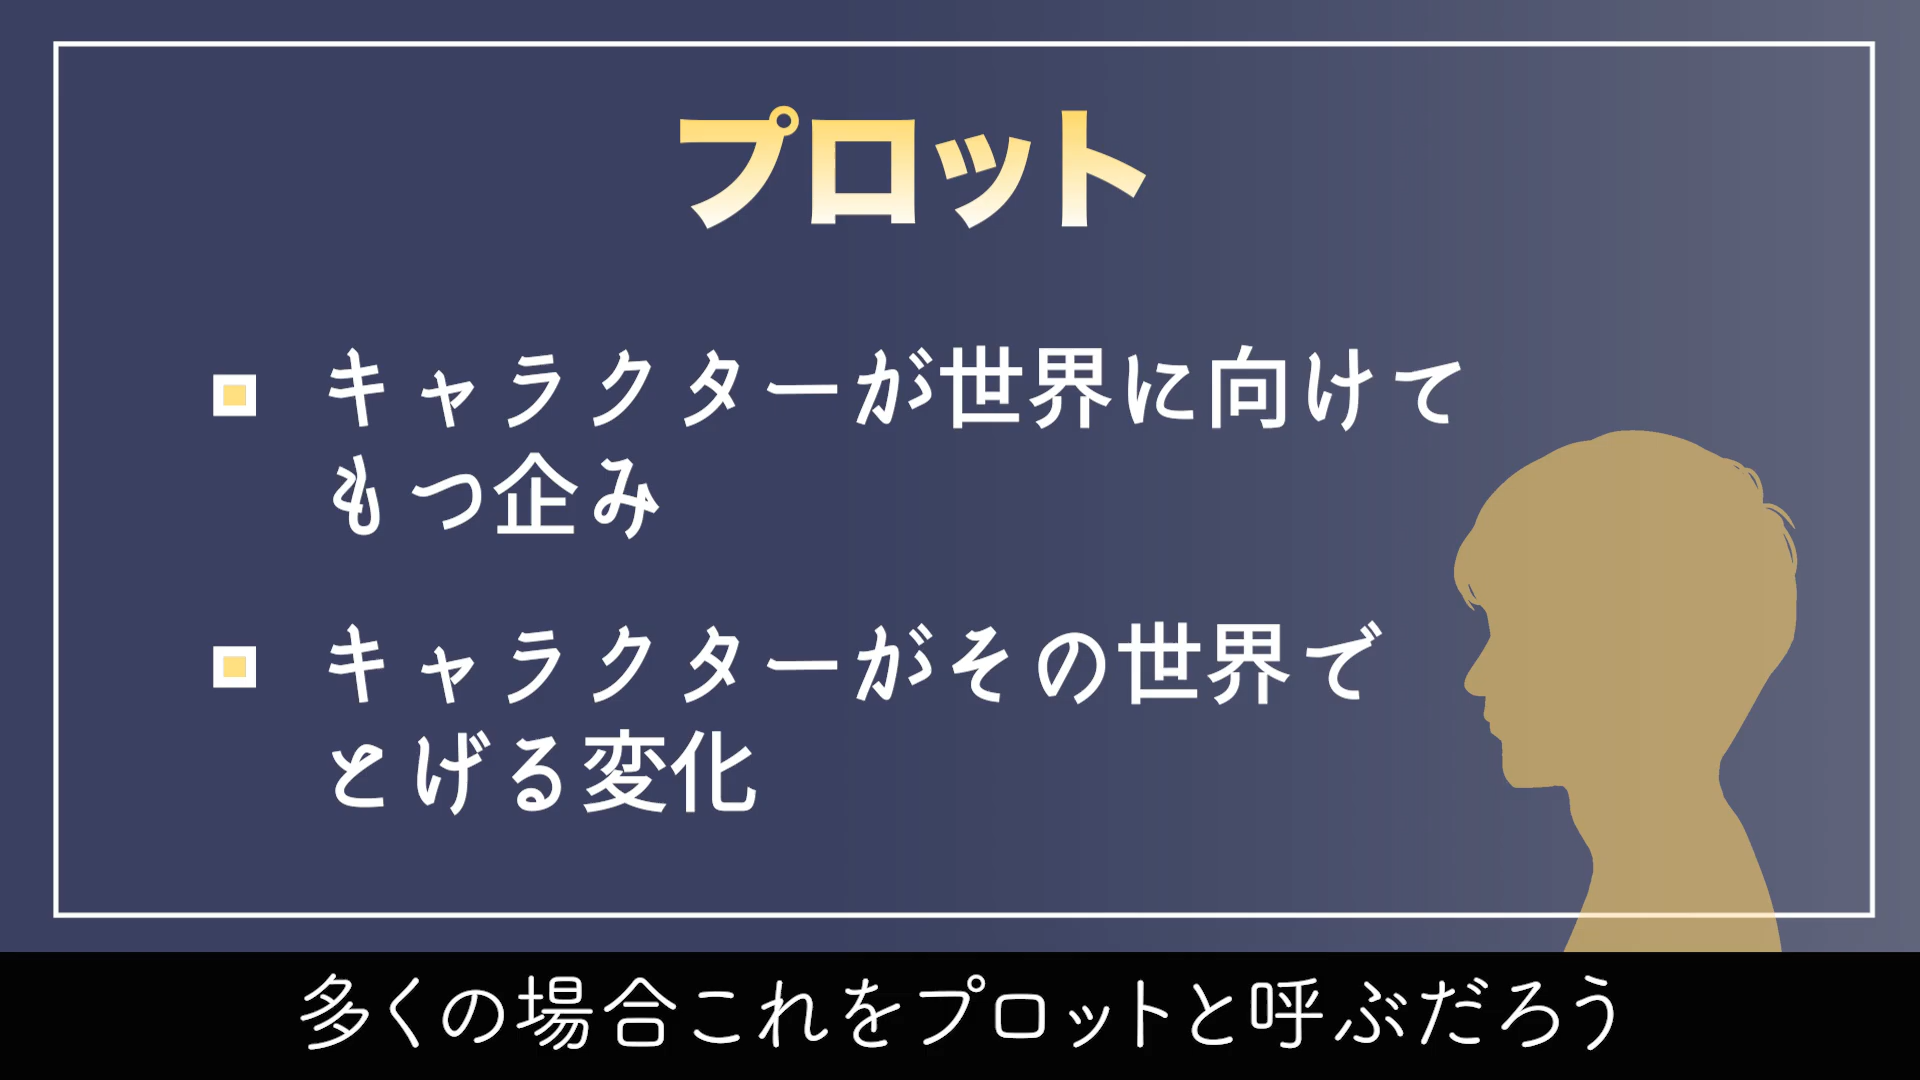 プロット
キャラクターが世界に向けて
もつ企み
キャラクターがその世界で
とげる変化
多くの場合これをプロットと呼ぶだろう